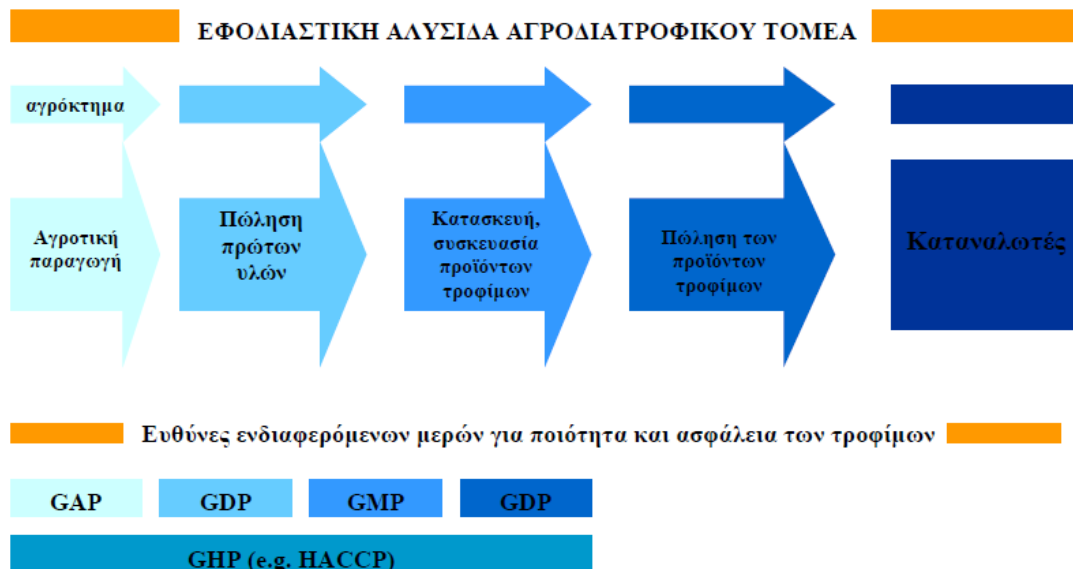 ΕΦΟΔΙΑΣΤΙΚΗ ΑΛΥΣΙΔΑ ΑΓΡΟΔΙΑΤΡΟΦΙΚΟΥ ΤΟΜΕΑ
αγρόκτημα
Αγροτική
παραγωγή
Πώληση
πρώτων
υλών
Κατασκευή,
συσκευασία
προϊόντων
τροφίμων
Πώληση των
προϊόντων
τροφίμων
Καταναλωτές
Ευθύνες ενδιαφερόμενων μερών για ποιότητα και ασφάλεια των τροφίμων
GAP
GDP
GMP
GDP
GHP (e.g. HACCP)